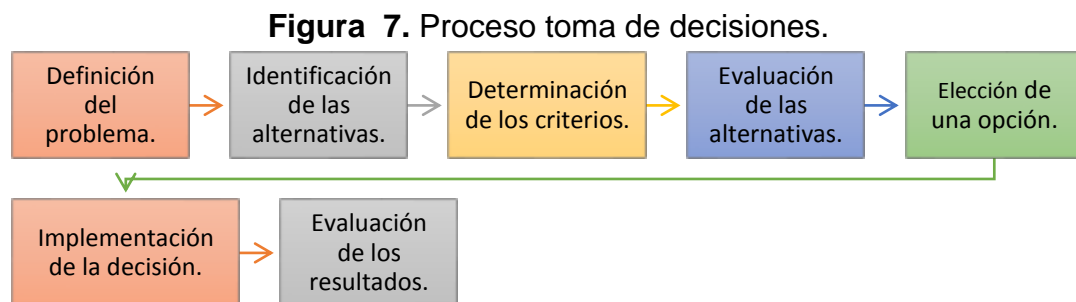 Figura 7. Proceso toma de decisiones.
Definición
del
problema.
Identificación
de las
alternativas.
Determinación
de los criterios.
Evaluación
de las
alternativas.
Elección de
una opción.
Implementación
de la decisión.
Evaluación
de los
resultados.